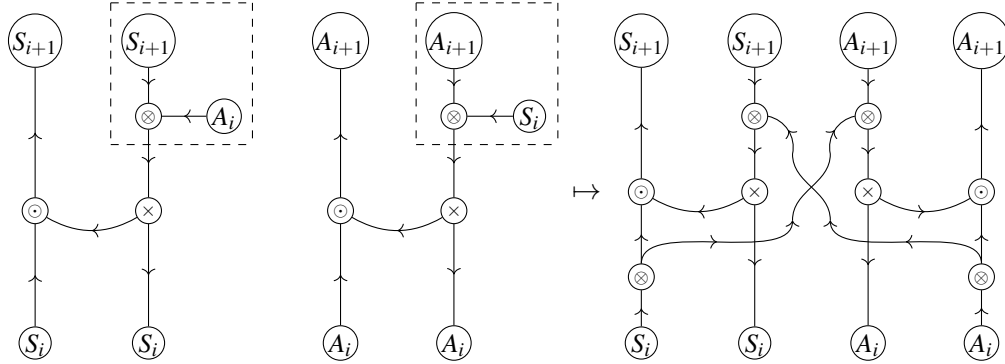 S_{i+1} S_{i+1} A_{i+1} A_{i+1} S_{i+1} S_{i+1} A_{i+1} A_{i+1}
⊗ A_i ⊗ S_i ⊗ ⊗
⊙ × ⊙ × ↦ ⊙ × × ⊙
⊗ ⊗
S_i S_i A_i A_i S_i S_i A_i A_i